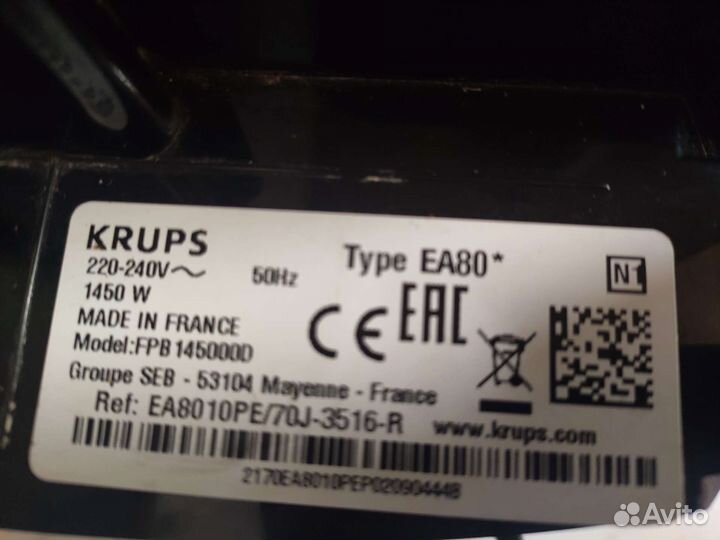 KRUPS Type EA80*
220-240V~ 50Hz N1
1450 W
MADE IN FRANCE CE EAC
Model:FPB145000D
Groupe SEB - 53104 Mayenne - France
Ref: EA8010PE/70J-3516-R www.krups.com
2170EA8010PEP02090444B
Avito